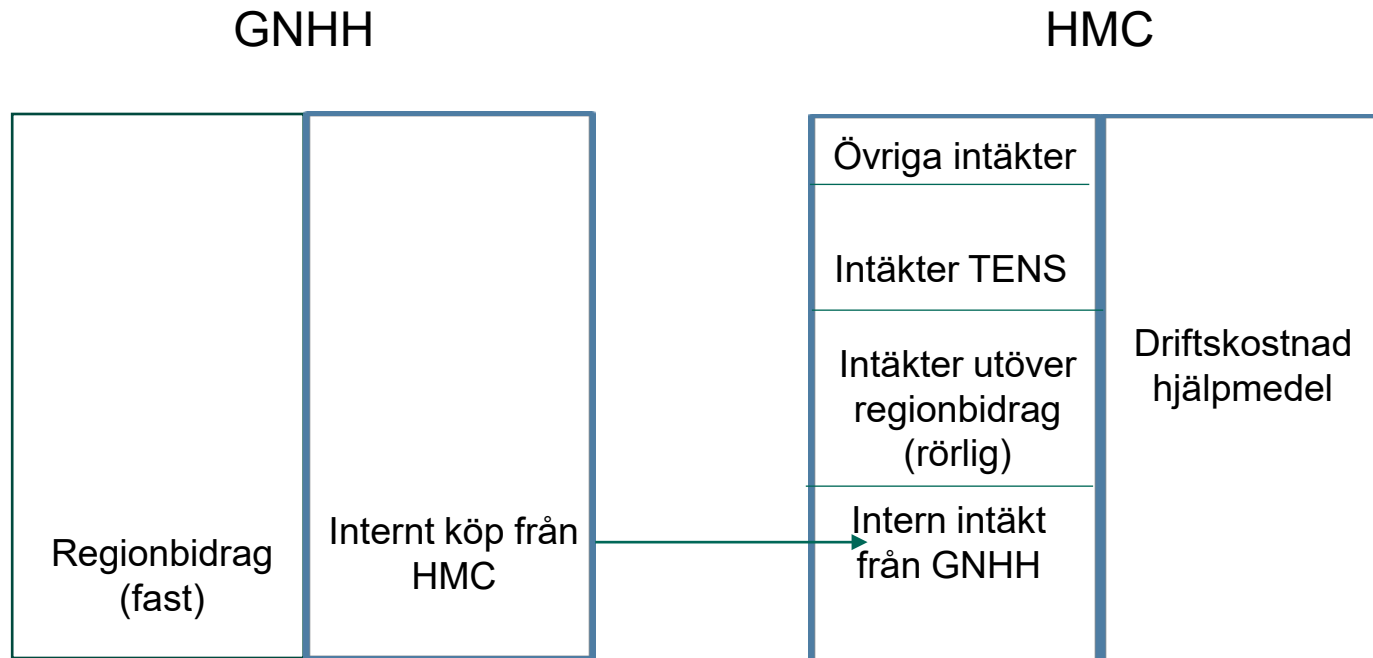 GNHH
HMC
Regionbidrag
(fast)
Internt köp från
HMC
Övriga intäkter
Intäkter TENS
Intäkter utöver
regionbidrag
(rörlig)
Intern intäkt
från GNHH
Driftskostnad
hjälpmedel